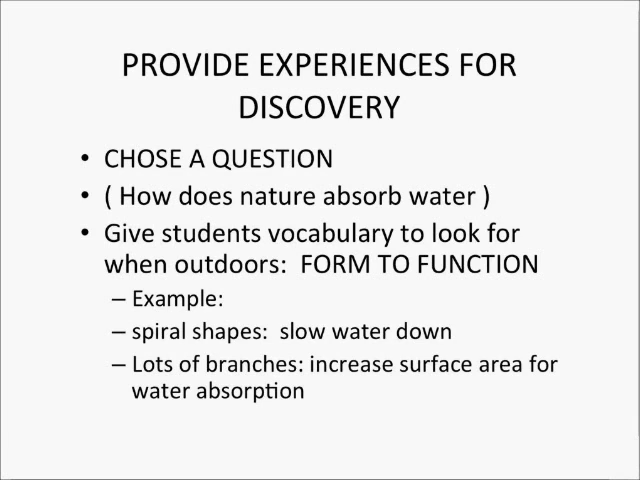 PROVIDE EXPERIENCES FOR
DISCOVERY
• CHOSE A QUESTION
• ( How does nature absorb water )
• Give students vocabulary to look for
when outdoors:  FORM TO FUNCTION
– Example:
– spiral shapes:  slow water down
– Lots of branches: increase surface area for
water absorption